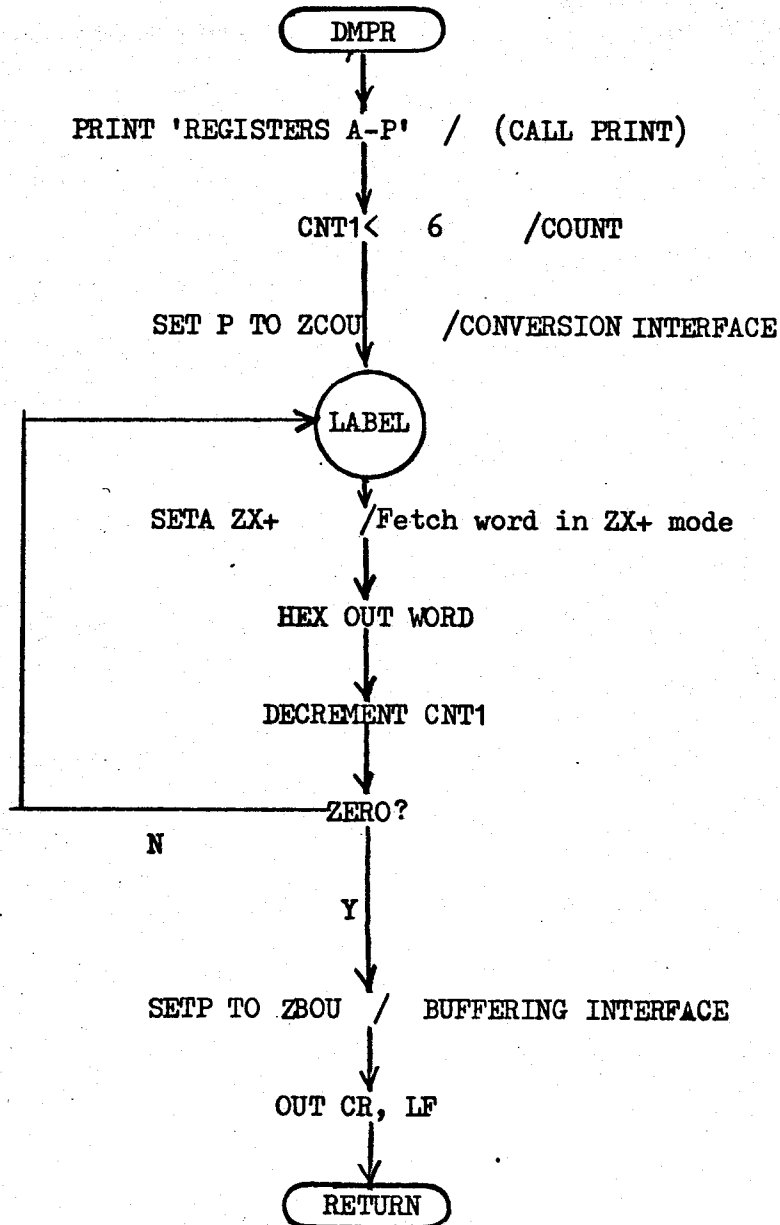 DMPR
PRINT 'REGISTERS A-P' / (CALL PRINT)
CNT1< 6 /COUNT
SET P TO ZCOU /CONVERSION INTERFACE
LABEL
SETA ZX+ /Fetch word in ZX+ mode
HEX OUT WORD
DECREMENT CNT1
ZERO?
N
Y
SETP TO ZBOU / BUFFERING INTERFACE
OUT CR, LF
RETURN